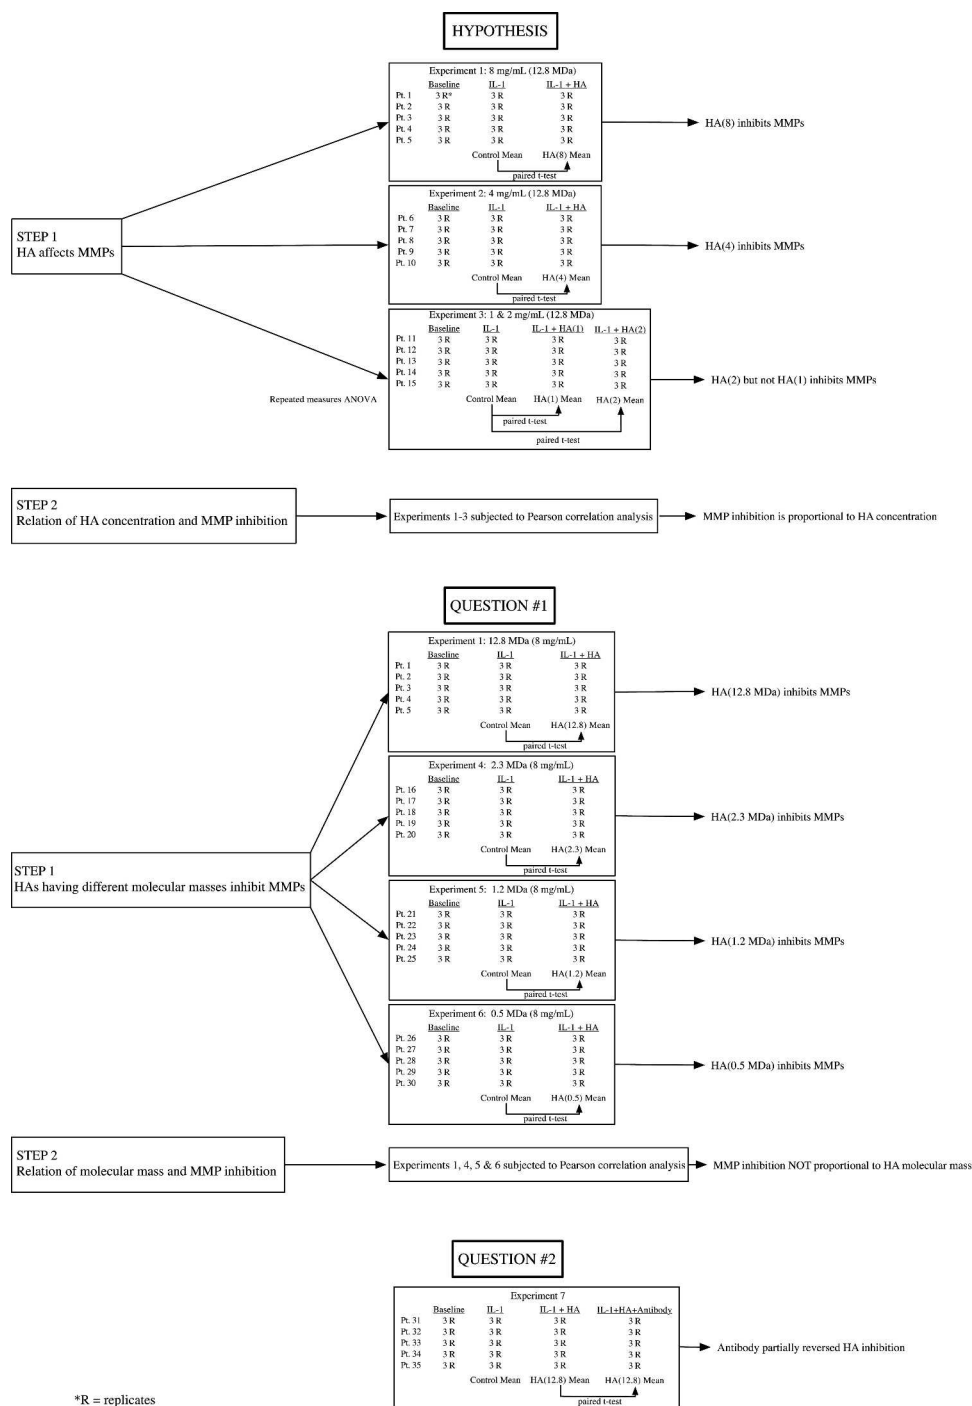 HYPOTHESIS
Experiment 1: 8 mg/mL (12.8 MDa)
Baseline IL-1 IL-1 + HA
Pt. 1 3 R* 3 R 3 R
Pt. 2 3 R 3 R 3 R
Pt. 3 3 R 3 R 3 R
Pt. 4 3 R 3 R 3 R
Pt. 5 3 R 3 R 3 R
Control Mean HA(8) Mean
paired t-test
HA(8) inhibits MMPs
STEP 1
HA affects MMPs
Experiment 2: 4 mg/mL (12.8 MDa)
Baseline IL-1 IL-1 + HA
Pt. 6 3 R 3 R 3 R
Pt. 7 3 R 3 R 3 R
Pt. 8 3 R 3 R 3 R
Pt. 9 3 R 3 R 3 R
Pt. 10 3 R 3 R 3 R
Control Mean HA(4) Mean
paired t-test
HA(4) inhibits MMPs
Experiment 3: 1 & 2 mg/mL (12.8 MDa)
Baseline IL-1 IL-1 + HA(1) IL-1 + HA(2)
Pt. 11 3 R 3 R 3 R 3 R
Pt. 12 3 R 3 R 3 R 3 R
Pt. 13 3 R 3 R 3 R 3 R
Pt. 14 3 R 3 R 3 R 3 R
Pt. 15 3 R 3 R 3 R 3 R
Repeated measures ANOVA
Control Mean HA(1) Mean HA(2) Mean
paired t-test
paired t-test
HA(2) but not HA(1) inhibits MMPs
STEP 2
Relation of HA concentration and MMP inhibition
Experiments 1-3 subjected to Pearson correlation analysis
MMP inhibition is proportional to HA concentration
QUESTION #1
Experiment 1: 12.8 MDa (8 mg/mL)
Baseline IL-1 IL-1 + HA
Pt. 1 3 R 3 R 3 R
Pt. 2 3 R 3 R 3 R
Pt. 3 3 R 3 R 3 R
Pt. 4 3 R 3 R 3 R
Pt. 5 3 R 3 R 3 R
Control Mean HA(12.8) Mean
paired t-test
HA(12.8 MDa) inhibits MMPs
Experiment 4: 2.3 MDa (8 mg/mL)
Baseline IL-1 IL-1 + HA
Pt. 16 3 R 3 R 3 R
Pt. 17 3 R 3 R 3 R
Pt. 18 3 R 3 R 3 R
Pt. 19 3 R 3 R 3 R
Pt. 20 3 R 3 R 3 R
Control Mean HA(2.3) Mean
paired t-test
HA(2.3 MDa) inhibits MMPs
STEP 1
HAs having different molecular masses inhibit MMPs
Experiment 5: 1.2 MDa (8 mg/mL)
Baseline IL-1 IL-1 + HA
Pt. 21 3 R 3 R 3 R
Pt. 22 3 R 3 R 3 R
Pt. 23 3 R 3 R 3 R
Pt. 24 3 R 3 R 3 R
Pt. 25 3 R 3 R 3 R
Control Mean HA(1.2) Mean
paired t-test
HA(1.2 MDa) inhibits MMPs
Experiment 6: 0.5 MDa (8 mg/mL)
Baseline IL-1 IL-1 + HA
Pt. 26 3 R 3 R 3 R
Pt. 27 3 R 3 R 3 R
Pt. 28 3 R 3 R 3 R
Pt. 29 3 R 3 R 3 R
Pt. 30 3 R 3 R 3 R
Control Mean HA(0.5) Mean
paired t-test
HA(0.5 MDa) inhibits MMPs
STEP 2
Relation of molecular mass and MMP inhibition
Experiments 1, 4, 5 & 6 subjected to Pearson correlation analysis
MMP inhibition NOT proportional to HA molecular mass
QUESTION #2
Experiment 7
Baseline IL-1 IL-1 + HA IL-1+HA+Antibody
Pt. 31 3 R 3 R 3 R 3 R
Pt. 32 3 R 3 R 3 R 3 R
Pt. 33 3 R 3 R 3 R 3 R
Pt. 34 3 R 3 R 3 R 3 R
Pt. 35 3 R 3 R 3 R 3 R
Control Mean HA(12.8) Mean HA(12.8) Mean
paired t-test
Antibody partially reversed HA inhibition
*R = replicates